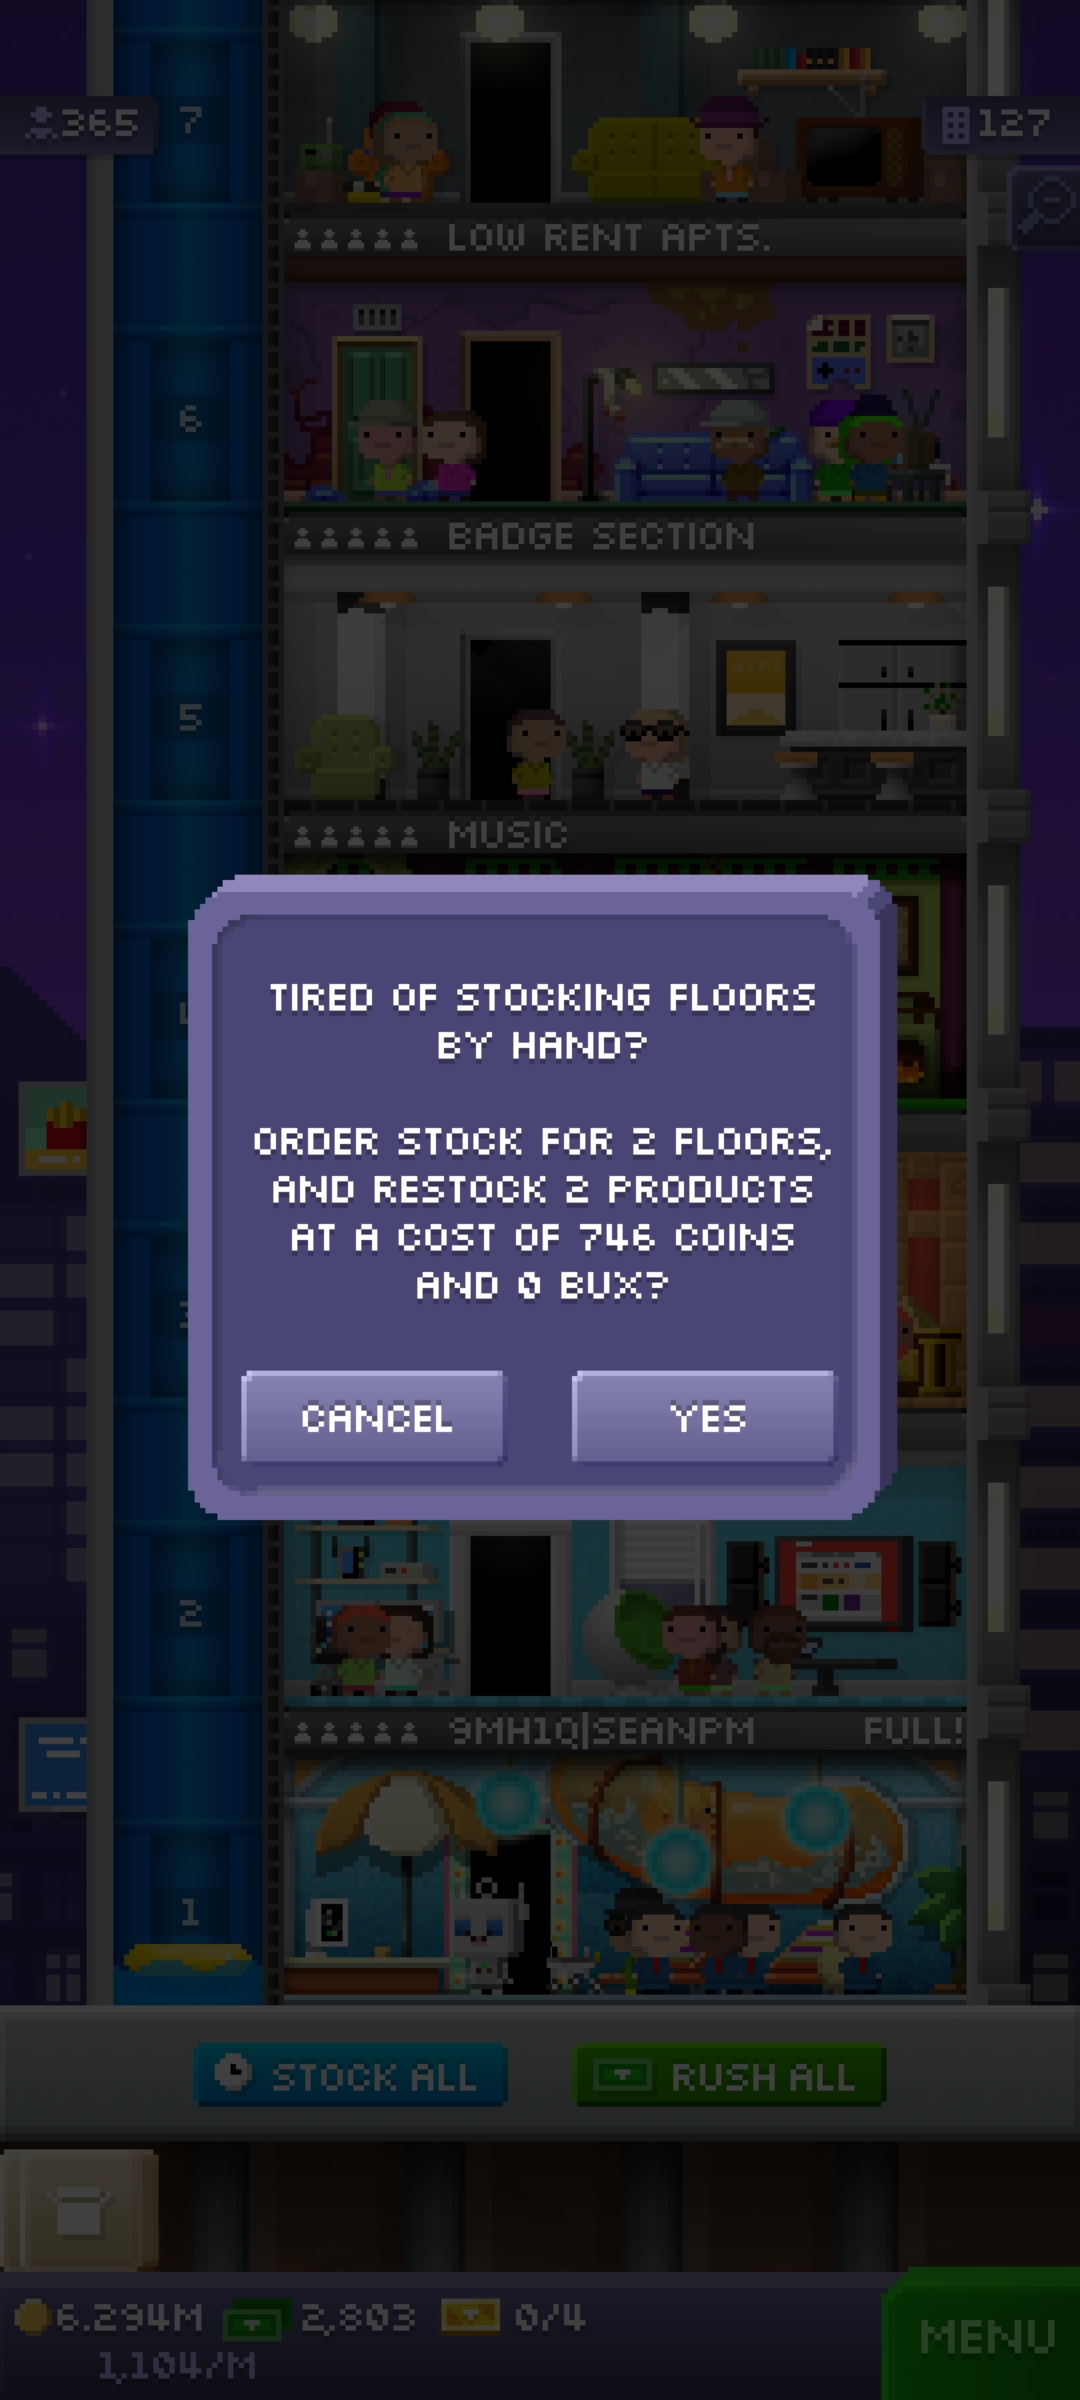 365
7
127
LOW RENT APTS.
6
BADGE SECTION
5
MUSIC
TIRED OF STOCKING FLOORS
BY HAND?
ORDER STOCK FOR 2 FLOORS,
AND RESTOCK 2 PRODUCTS
AT A COST OF 746 COINS
AND 0 BUX?
CANCEL
YES
2
9MH1Q|SEANPM
FULL!
1
STOCK ALL
RUSH ALL
6.294M
2,803
0/4
1,104/M
MENU